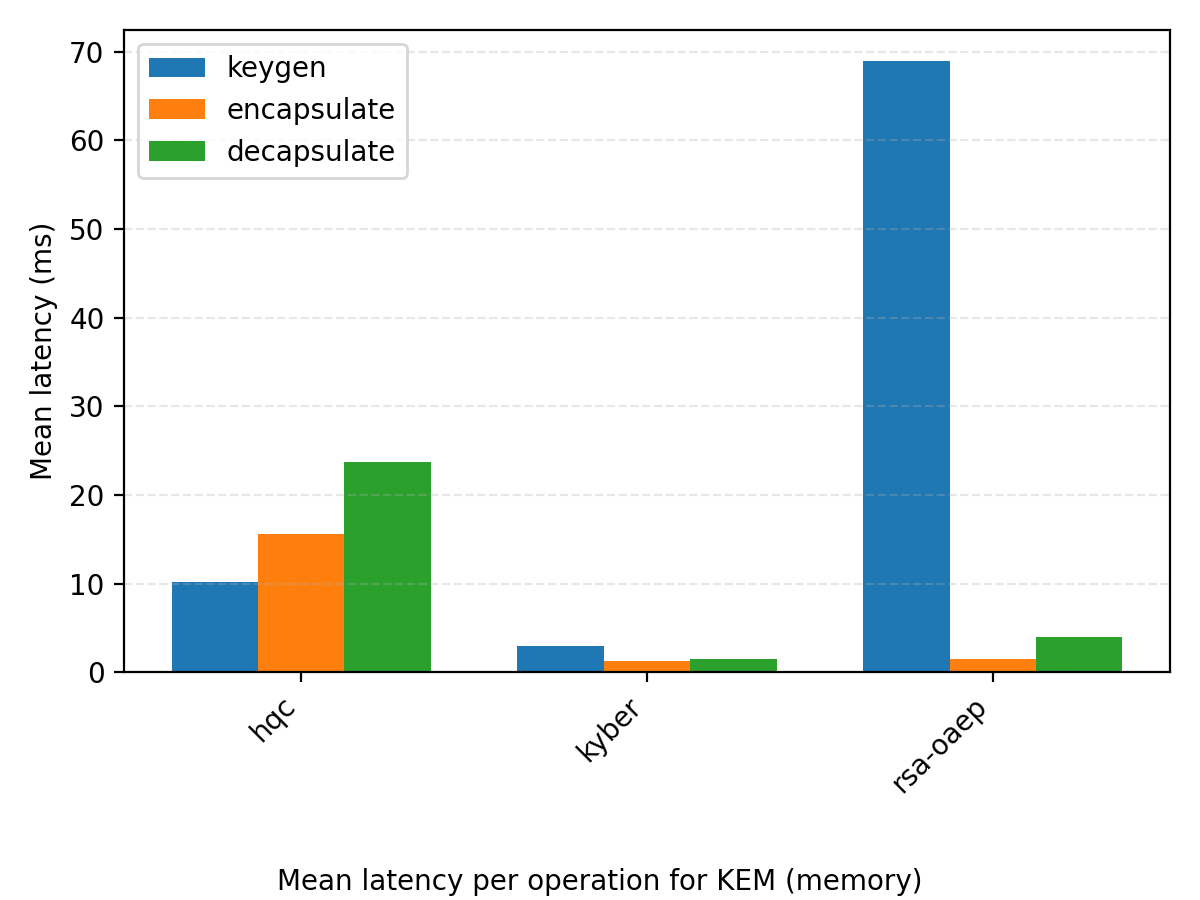 70
60
50
40
30
20
10
0
Mean latency (ms)
keygen
encapsulate
decapsulate
hqc
kyber
rsa-oaep
Mean latency per operation for KEM (memory)